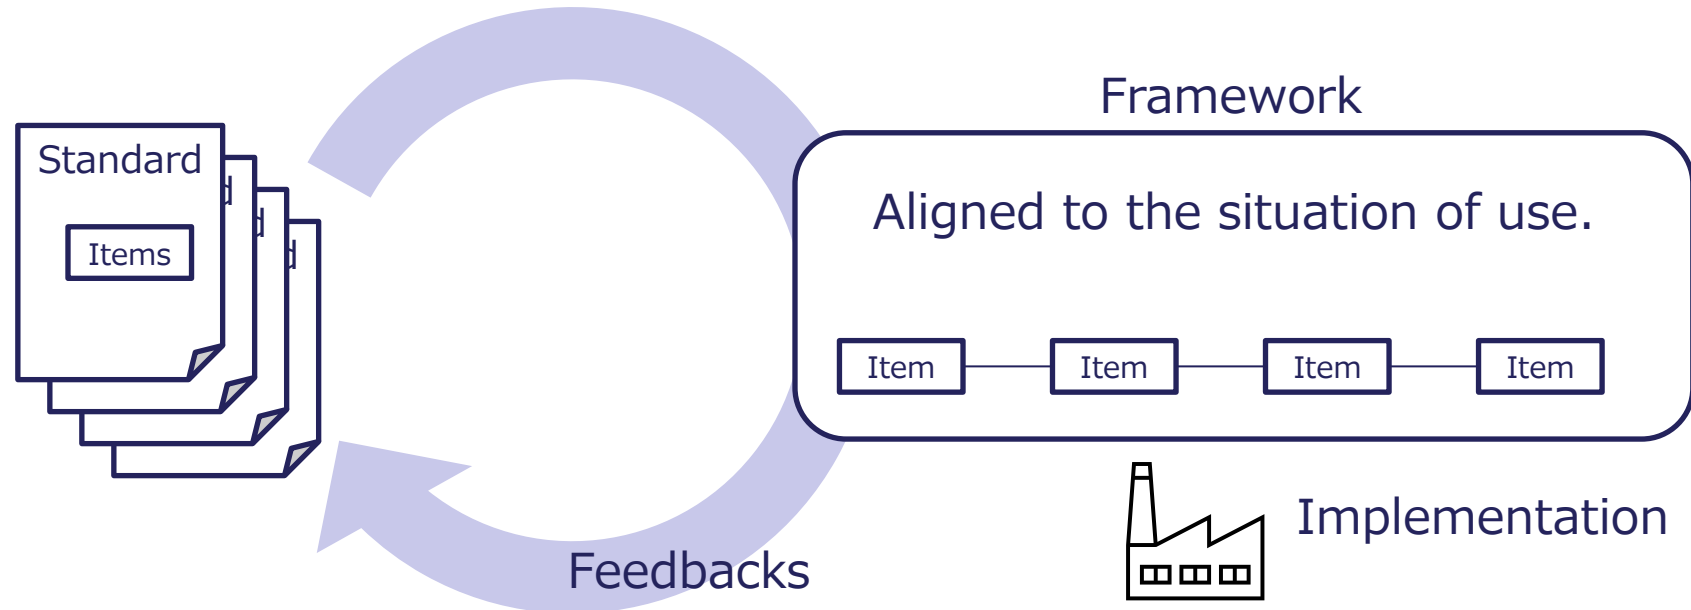 Framework
Standard
Items
Aligned to the situation of use.
Item
Item
Item
Item
Implementation
Feedbacks